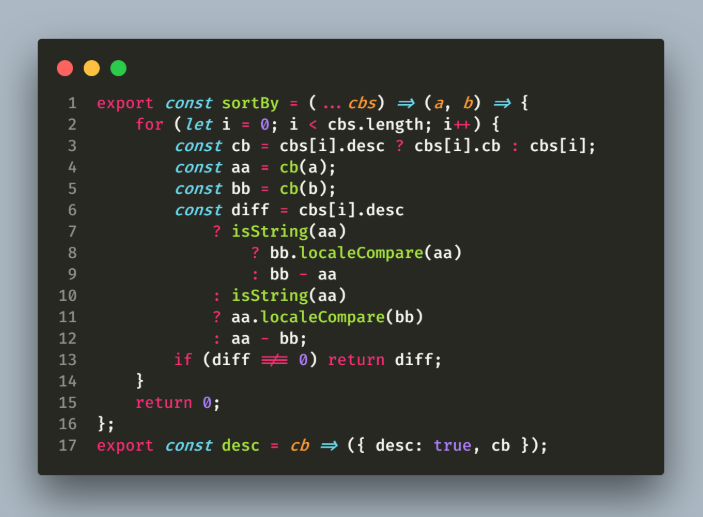 1 export const sortBy = (...cbs) => (a, b) => {
2     for (let i = 0; i < cbs.length; i++) {
3         const cb = cbs[i].desc ? cbs[i].cb : cbs[i];
4         const aa = cb(a);
5         const bb = cb(b);
6         const diff = cbs[i].desc
7             ? isString(aa)
8                 ? bb.localeCompare(aa)
9                 : bb - aa
10             : isString(aa)
11             ? aa.localeCompare(bb)
12             : aa - bb;
13         if (diff !== 0) return diff;
14     }
15     return 0;
16 };
17 export const desc = cb => ({ desc: true, cb });